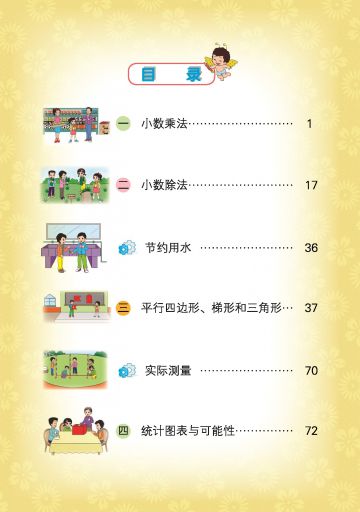 目 录
一 小数乘法……………………… 1
二 小数除法……………………… 17
节约用水 …………………… 36
三 平行四边形、梯形和三角形… 37
实际测量 …………………… 70
四 统计图表与可能性…………… 72